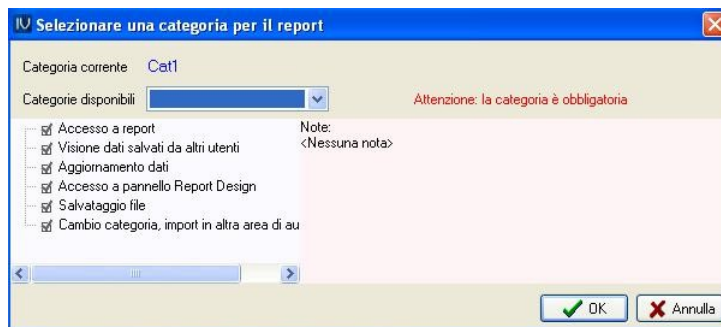 Selezionare una categoria per il report
Categoria corrente Cat1
Categorie disponibili
Attenzione: la categoria è obbligatoria
Accesso a report
Visione dati salvati da altri utenti
Aggiornamento dati
Accesso a pannello Report Design
Salvataggio file
Cambio categoria, import in altra area di au
Note:
<Nessuna nota>
OK
Annulla